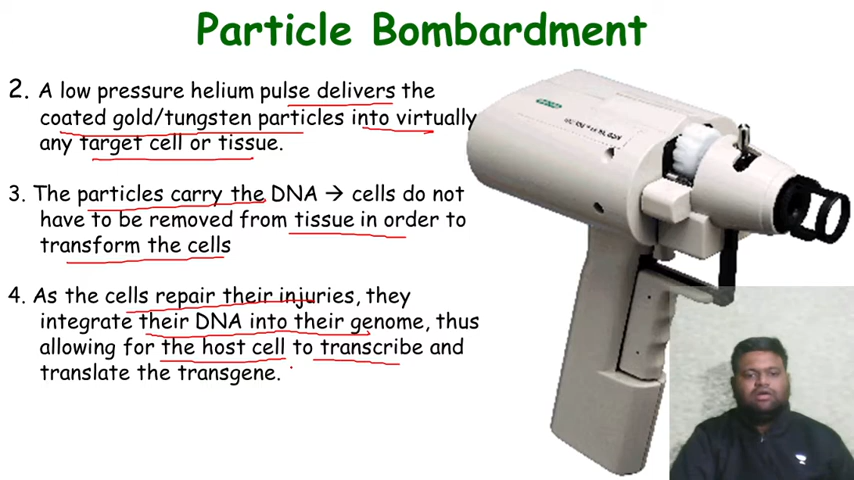 Particle Bombardment
2. A low pressure helium pulse delivers the
coated gold/tungsten particles into virtually
any target cell or tissue.
3. The particles carry the DNA → cells do not
have to be removed from tissue in order to
transform the cells
4. As the cells repair their injuries, they
integrate their DNA into their genome, thus
allowing for the host cell to transcribe and
translate the transgene.